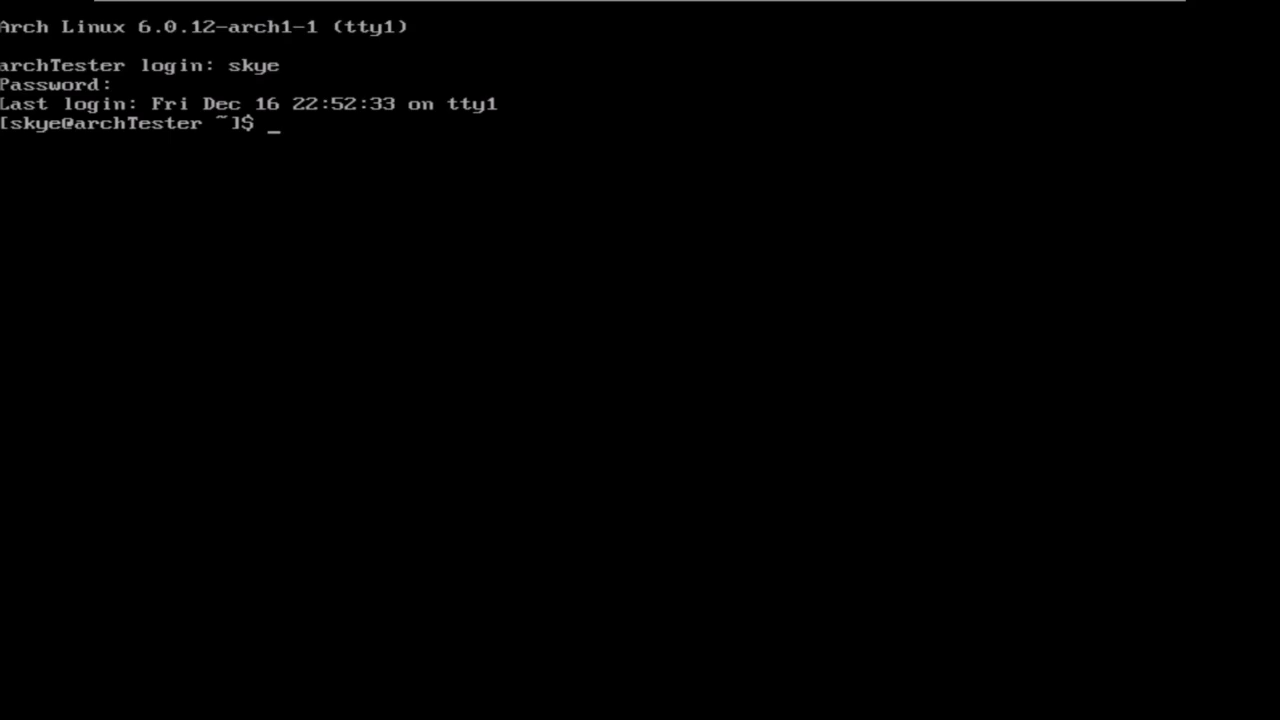 Arch Linux 6.0.12-arch1-1 (tty1)
archTester login: skye
Password:
Last login: Fri Dec 16 22:52:33 on tty1
[skye@archTester ~]$ _